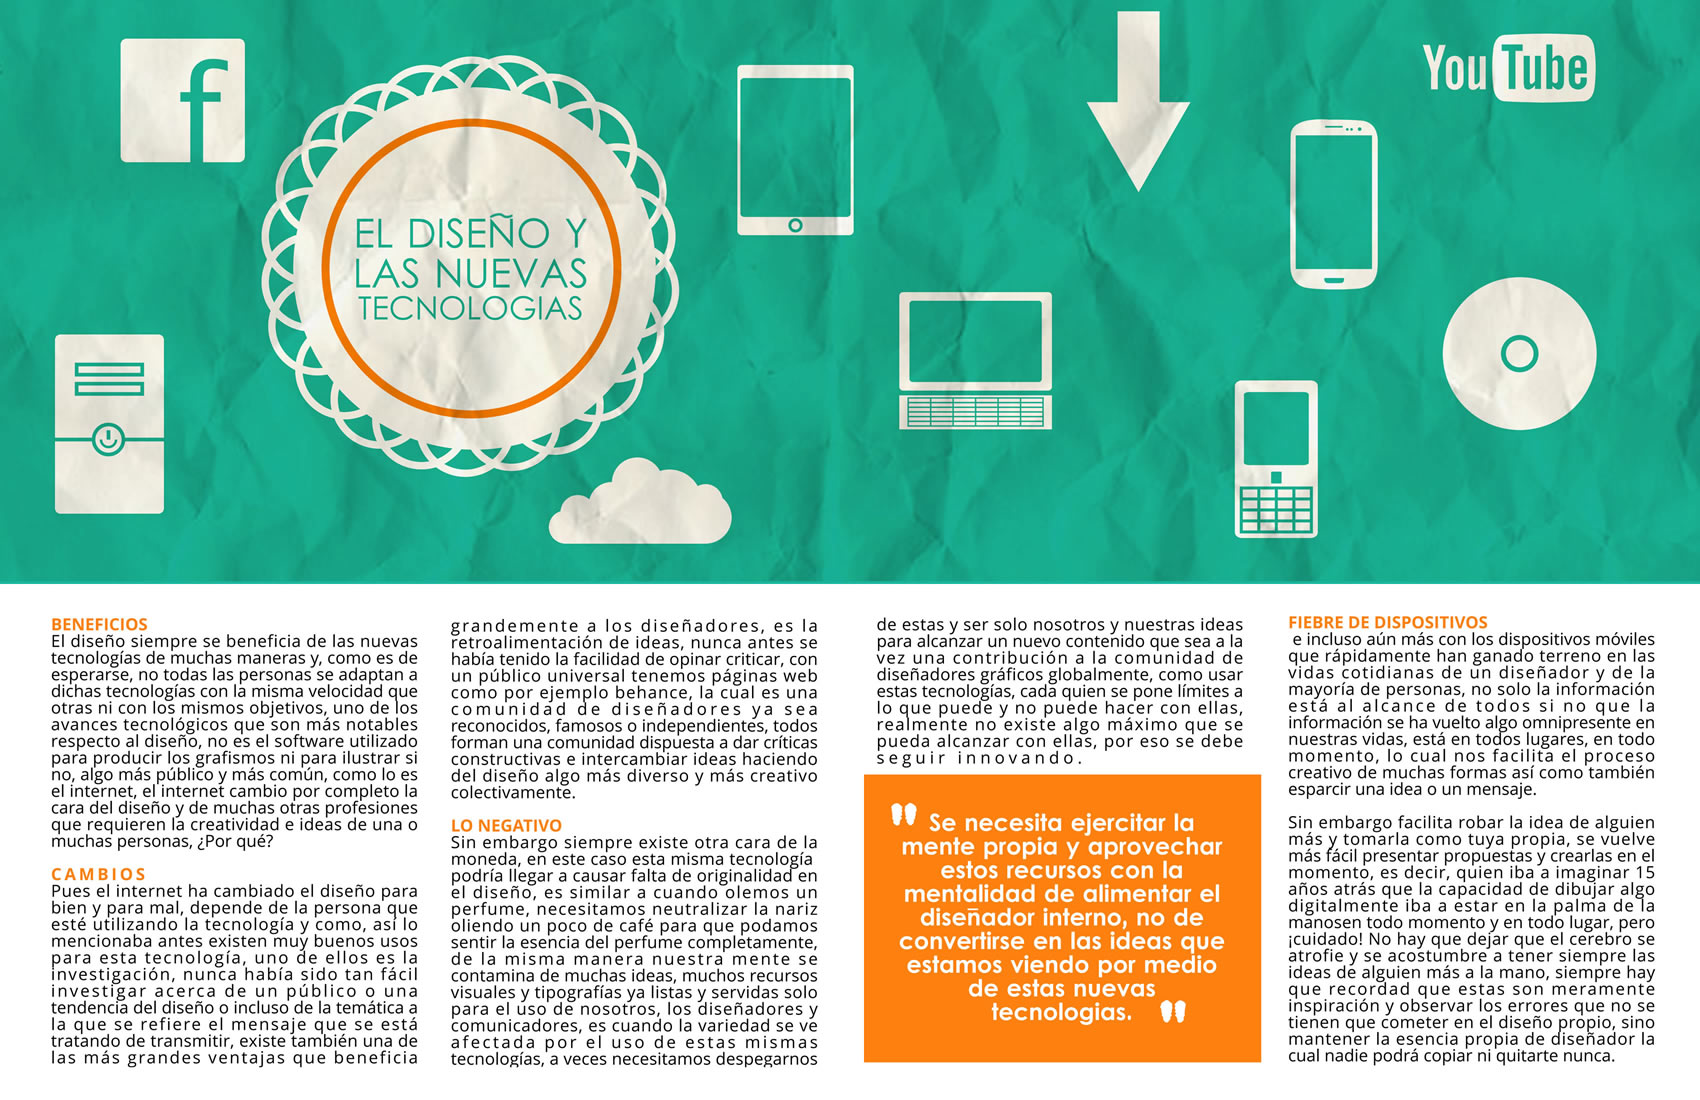 f
YouTube
EL DISEÑO Y
LAS NUEVAS
TECNOLOGIAS
BENEFICIOS
El diseño siempre se beneficia de las nuevas
tecnologías de muchas maneras y, como es de
esperarse, no todas las personas se adaptan a
dichas tecnologías con la misma velocidad que
otras ni con los mismos objetivos, uno de los
avances tecnológicos que son más notables
respecto al diseño, no es el software utilizado
para producir los grafismos ni para ilustrar si
no, algo más público y más común, como lo es
el internet, el internet cambio por completo la
cara del diseño y de muchas otras profesiones
que requieren la creatividad e ideas de una o
muchas personas, ¿Por qué?
CAMBIOS
Pues el internet ha cambiado el diseño para
bien y para mal, depende de la persona que
esté utilizando la tecnología y como, así lo
mencionaba antes existen muy buenos usos
para esta tecnología, uno de ellos es la
investigación, nunca había sido tan fácil
investigar acerca de un público o una
tendencia del diseño o incluso de la temática a
la que se refiere el mensaje que se está
tratando de transmitir, existe también una de
las más grandes ventajas que beneficia
grandemente a los diseñadores, es la
retroalimentación de ideas, nunca antes se
había tenido la facilidad de opinar criticar, con
un público universal tenemos páginas web
como por ejemplo behance, la cual es una
comunidad de diseñadores ya sea
reconocidos, famosos o independientes, todos
forman una comunidad dispuesta a dar críticas
constructivas e intercambiar ideas haciendo
del diseño algo más diverso y más creativo
colectivamente.
LO NEGATIVO
Sin embargo siempre existe otra cara de la
moneda, en este caso esta misma tecnología
podría llegar a causar falta de originalidad en
el diseño, es similar a cuando olemos un
perfume, necesitamos neutralizar la nariz
oliendo un poco de café para que podamos
sentir la esencia del perfume completamente,
de la misma manera nuestra mente se
contamina de muchas ideas, muchos recursos
visuales y tipografías ya listas y servidas solo
para el uso de nosotros, los diseñadores y
comunicadores, es cuando la variedad se ve
afectada por el uso de estas mismas
tecnologías, a veces necesitamos despegarnos
de estas y ser solo nosotros y nuestras ideas
para alcanzar un nuevo contenido que sea a la
vez una contribución a la comunidad de
diseñadores gráficos globalmente, como usar
estas tecnologías, cada quien se pone límites a
lo que puede y no puede hacer con ellas,
realmente no existe algo máximo que se
pueda alcanzar con ellas, por eso se debe
seguir innovando.
" Se necesita ejercitar la
mente propia y aprovechar
estos recursos con la
mentalidad de alimentar el
diseñador interno, no de
convertirse en las ideas que
estamos viendo por medio
de estas nuevas
tecnologias. "
FIEBRE DE DISPOSITIVOS
e incluso aún más con los dispositivos móviles
que rápidamente han ganado terreno en las
vidas cotidianas de un diseñador y de la
mayoría de personas, no solo la información
está al alcance de todos si no que la
información se ha vuelto algo omnipresente en
nuestras vidas, está en todos lugares, en todo
momento, lo cual nos facilita el proceso
creativo de muchas formas así como también
esparcir una idea o un mensaje.
Sin embargo facilita robar la idea de alguien
más y tomarla como tuya propia, se vuelve
más fácil presentar propuestas y crearlas en el
momento, es decir, quien iba a imaginar 15
años atrás que la capacidad de dibujar algo
digitalmente iba a estar en la palma de la
manosen todo momento y en todo lugar, pero
¡cuidado! No hay que dejar que el cerebro se
atrofie y se acostumbre a tener siempre las
ideas de alguien más a la mano, siempre hay
que recordad que estas son meramente
inspiración y observar los errores que no se
tienen que cometer en el diseño propio, sino
mantener la esencia propia de diseñador la
cual nadie podrá copiar ni quitarte nunca.